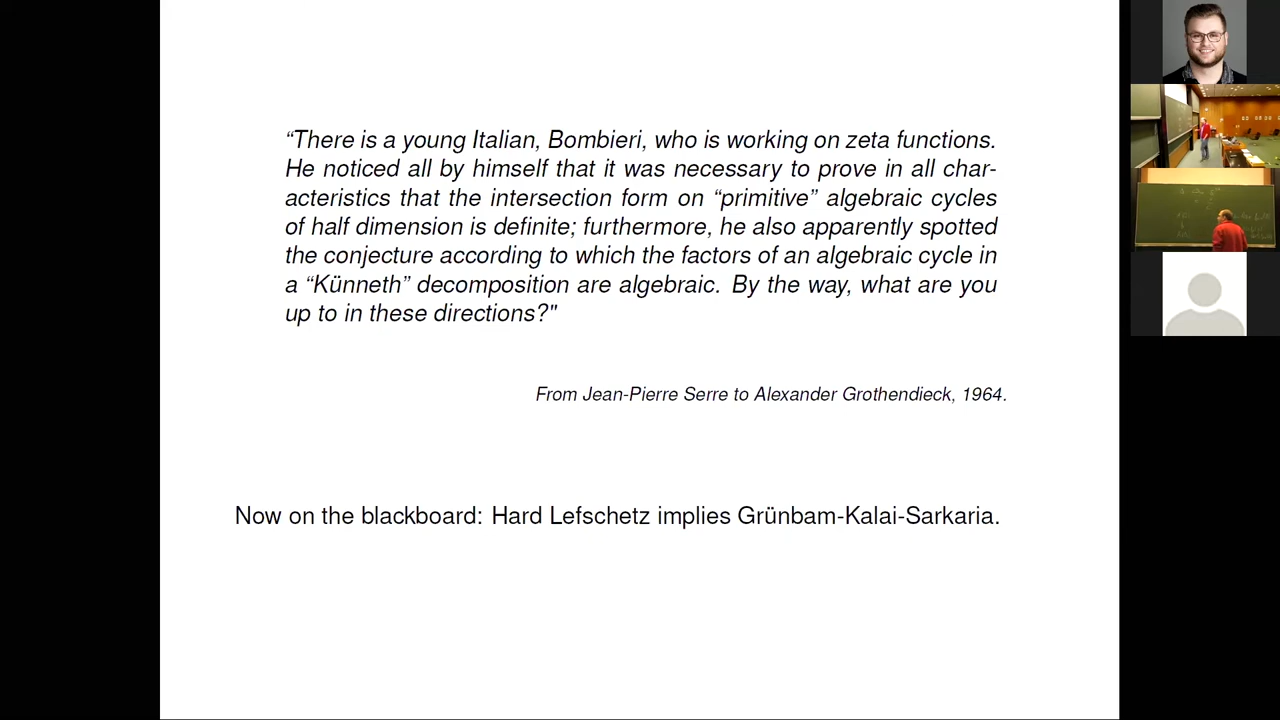 “There is a young Italian, Bombieri, who is working on zeta functions.
He noticed all by himself that it was necessary to prove in all char-
acteristics that the intersection form on “primitive” algebraic cycles
of half dimension is definite; furthermore, he also apparently spotted
the conjecture according to which the factors of an algebraic cycle in
a “Künneth” decomposition are algebraic. By the way, what are you
up to in these directions?"
From Jean-Pierre Serre to Alexander Grothendieck, 1964.
Now on the blackboard: Hard Lefschetz implies Grünbam-Kalai-Sarkaria.